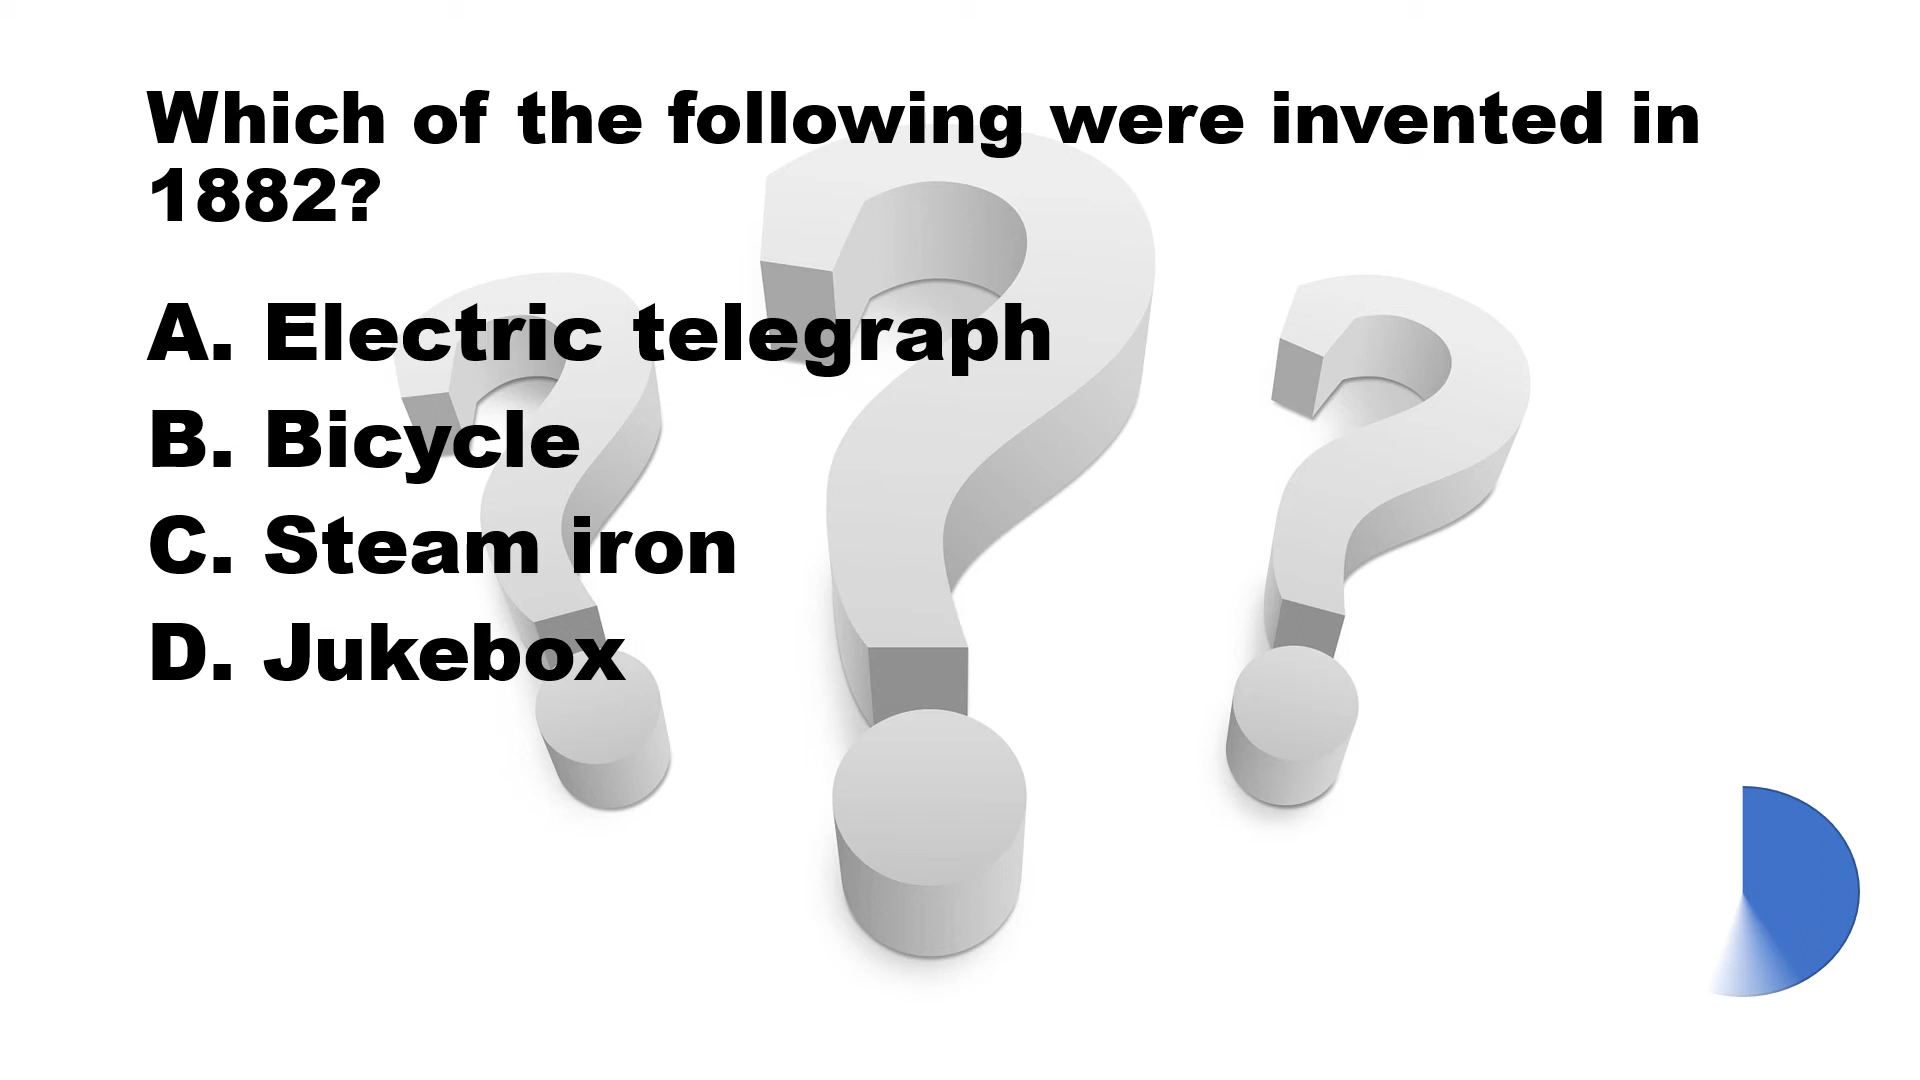 Which of the following were invented in
1882?
A. Electric telegraph
B. Bicycle
C. Steam iron
D. Jukebox